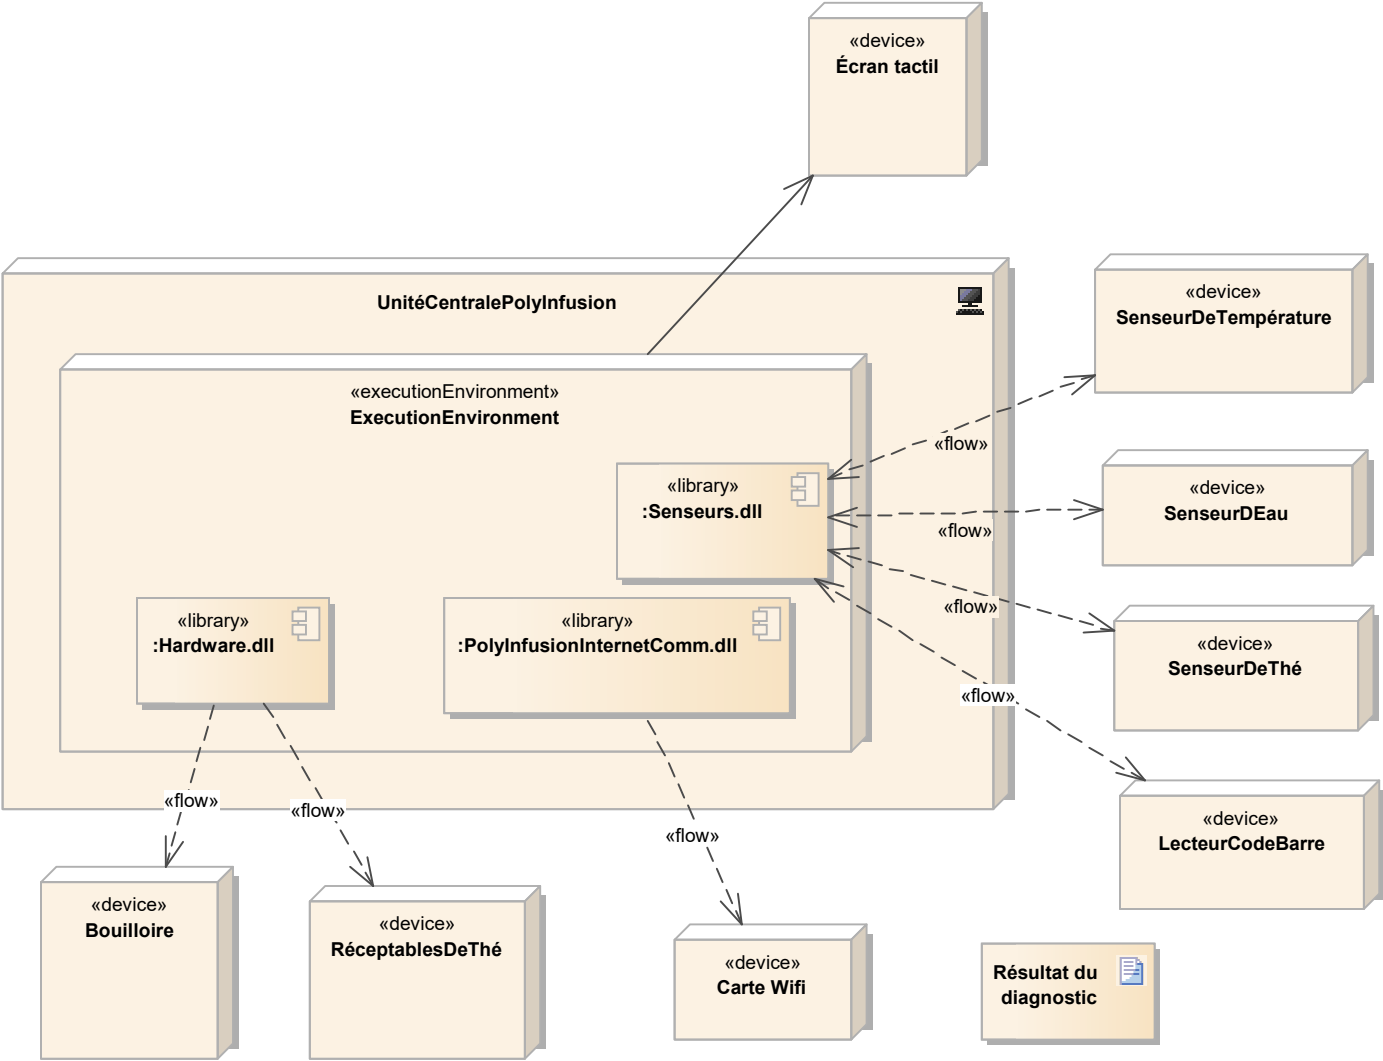 «device»
Écran tactil
UnitéCentralePolyInfusion
«device»
SenseurDeTempérature
«executionEnvironment»
ExecutionEnvironment
«flow»
«library»
:Senseurs.dll
«device»
SenseurDEau
«flow»
«library»
:Hardware.dll
«library»
:PolyInfusionInternetComm.dll
«flow»
«device»
SenseurDeThé
«flow»
«flow»
«flow»
«flow»
«device»
LecteurCodeBarre
«device»
Bouilloire
«device»
RéceptablesDeThé
«device»
Carte Wifi
Résultat du
diagnostic